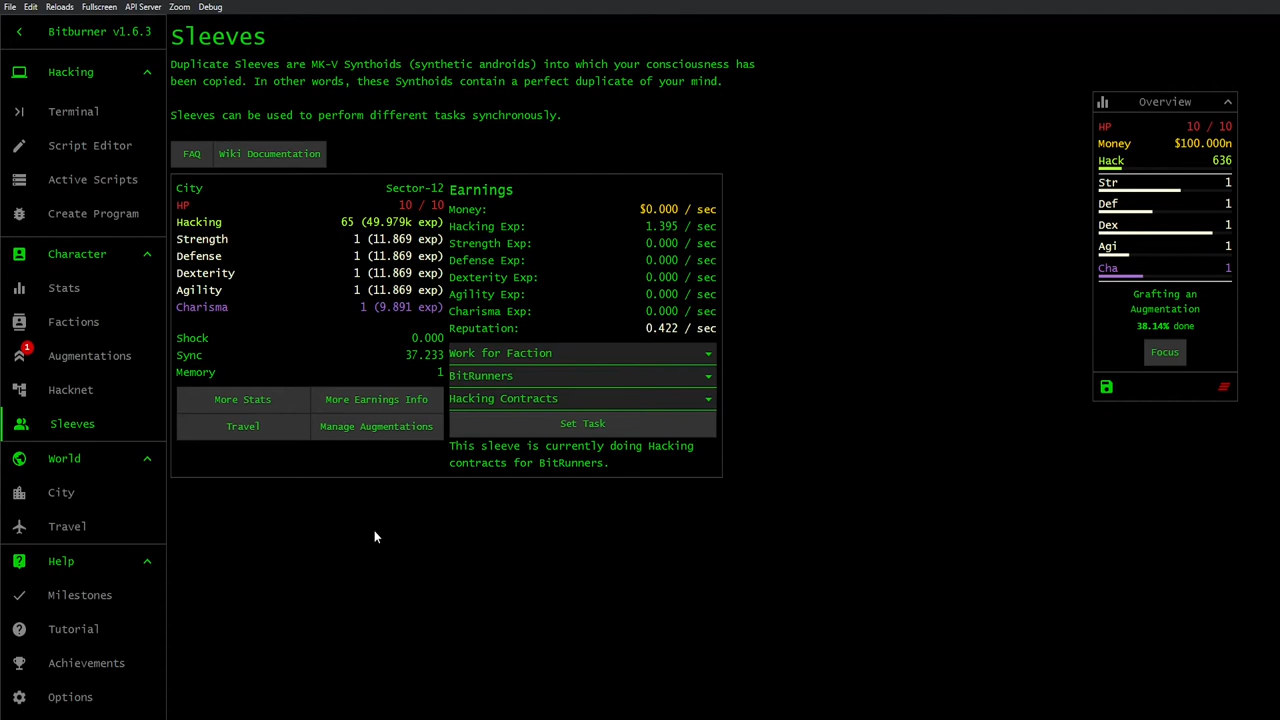 File Edit Reloads Fullscreen API Server Zoom Debug
Bitburner v1.6.3
Hacking
Terminal
Script Editor
Active Scripts
Create Program
Character
Stats
Factions
1
Augmentations
Hacknet
Sleeves
World
City
Travel
Help
Milestones
Tutorial
Achievements
Options
Sleeves
Duplicate Sleeves are MK-V Synthoids (synthetic androids) into which your consciousness has
been copied. In other words, these Synthoids contain a perfect duplicate of your mind.
Sleeves can be used to perform different tasks synchronously.
FAQ Wiki Documentation
City Sector-12
HP 10 / 10
Hacking 65 (49.979k exp)
Strength 1 (11.869 exp)
Defense 1 (11.869 exp)
Dexterity 1 (11.869 exp)
Agility 1 (11.869 exp)
Charisma 1 (9.891 exp)
Shock 0.000
Sync 37.233
Memory 1
More Stats More Earnings Info
Travel Manage Augmentations
Earnings
Money: $0.000 / sec
Hacking Exp: 1.395 / sec
Strength Exp: 0.000 / sec
Defense Exp: 0.000 / sec
Dexterity Exp: 0.000 / sec
Agility Exp: 0.000 / sec
Charisma Exp: 0.000 / sec
Reputation: 0.422 / sec
Work for Faction
BitRunners
Hacking Contracts
Set Task
This sleeve is currently doing Hacking
contracts for BitRunners.
Overview
HP 10 / 10
Money $100.000n
Hack 636
Str 1
Def 1
Dex 1
Agi 1
Cha 1
Grafting an
Augmentation
38.14% done
Focus